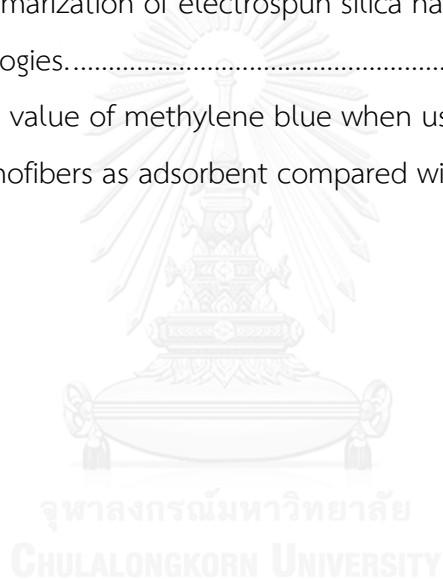 marization of electrospun silica na
ogies.
value of methylene blue when us
nofibers as adsorbent compared wi
จุฬาลงกรณ์มหาวิทยาลัย
CHULALONGKORN UNIVERSITY